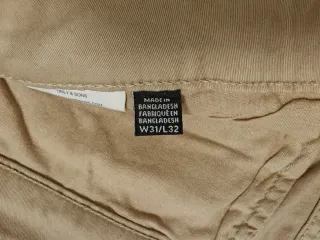 ONLY & SONS
MADE IN
BANGLADESH
FABRIQUÉ EN
BANGLADESH
W31/L32